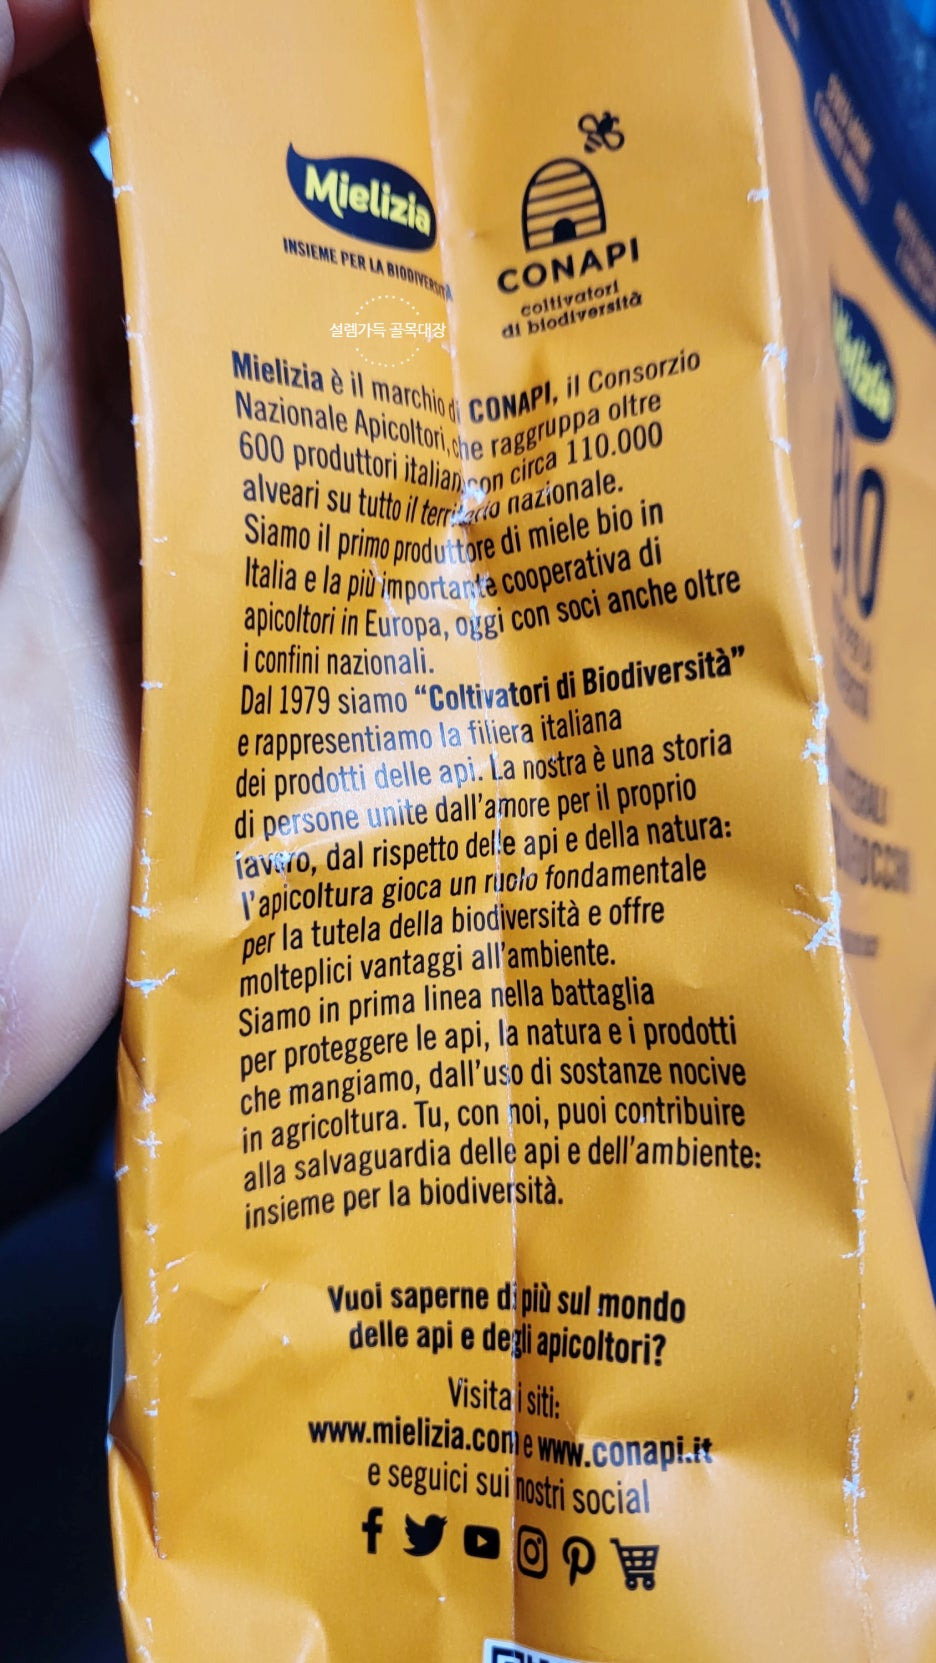 Mielizia
INSIEME PER LA BIODIVERSITÀ
CONAPI
coltivatori
di biodiversità
설렘가득 골목대장
Mielizia è il marchio di CONAPI, il Consorzio
Nazionale Apicoltori, che raggruppa oltre
600 produttori italiani con circa 110.000
alveari su tutto il territorio nazionale.
Siamo il primo produttore di miele bio in
Italia e la più importante cooperativa di
apicoltori in Europa, oggi con soci anche oltre
i confini nazionali.
Dal 1979 siamo “Coltivatori di Biodiversità”
e rappresentiamo la filiera italiana
dei prodotti delle api. La nostra è una storia
di persone unite dall’amore per il proprio
lavoro, dal rispetto delle api e della natura:
l’apicoltura gioca un ruolo fondamentale
per la tutela della biodiversità e offre
molteplici vantaggi all’ambiente.
Siamo in prima linea nella battaglia
per proteggere le api, la natura e i prodotti
che mangiamo, dall’uso di sostanze nocive
in agricoltura. Tu, con noi, puoi contribuire
alla salvaguardia delle api e dell’ambiente:
insieme per la biodiversità.
Vuoi saperne di più sul mondo
delle api e degli apicoltori?
Visita i siti:
www.mielizia.com e www.conapi.it
e seguici sui nostri social
Mielizia
Bio